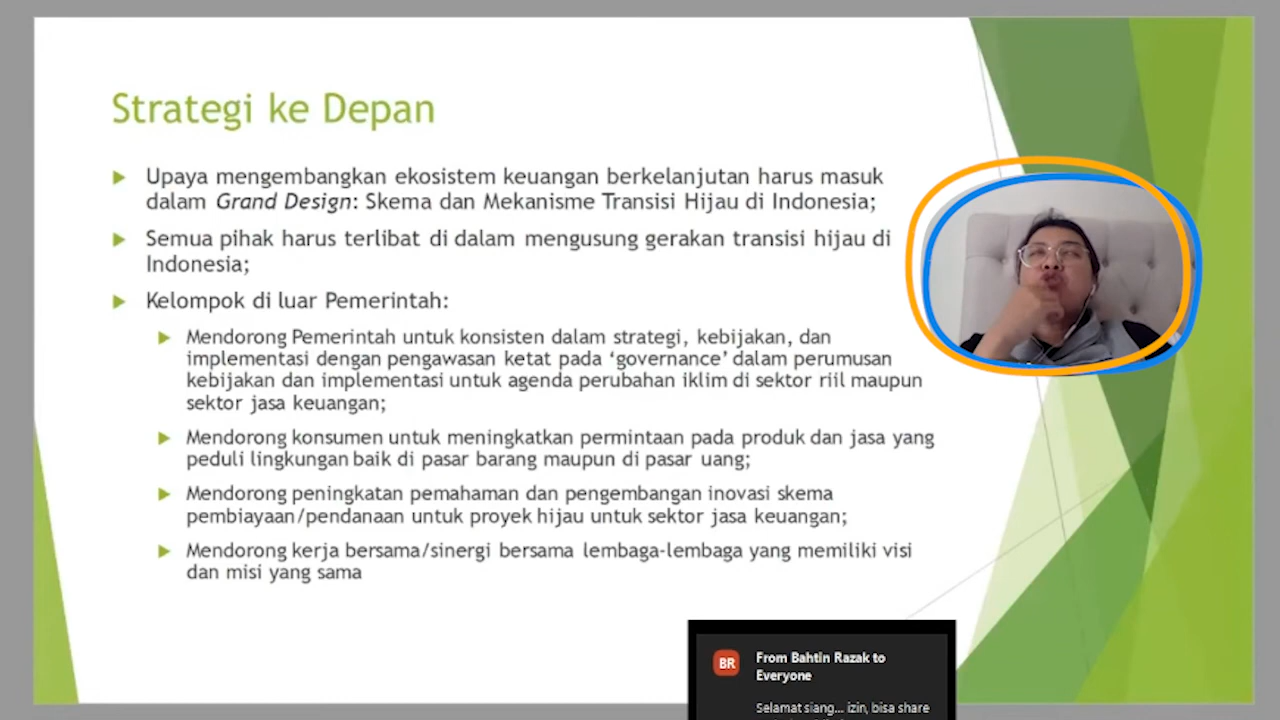 Strategi ke Depan
Upaya mengembangkan ekosistem keuangan berkelanjutan harus masuk
dalam Grand Design: Skema dan Mekanisme Transisi Hijau di Indonesia;
Semua pihak harus terlibat di dalam mengusung gerakan transisi hijau di
Indonesia;
Kelompok di luar Pemerintah:
Mendorong Pemerintah untuk konsisten dalam strategi, kebijakan, dan
implementasi dengan pengawasan ketat pada ‘governance’ dalam perumusan
kebijakan dan implementasi untuk agenda perubahan iklim di sektor riil maupun
sektor jasa keuangan;
Mendorong konsumen untuk meningkatkan permintaan pada produk dan jasa yang
peduli lingkungan baik di pasar barang maupun di pasar uang;
Mendorong peningkatan pemahaman dan pengembangan inovasi skema
pembiayaan/pendanaan untuk proyek hijau untuk sektor jasa keuangan;
Mendorong kerja bersama/sinergi bersama lembaga-lembaga yang memiliki visi
dan misi yang sama
BR
From Bahtin Razak to
Everyone
Selamat siang... izin, bisa share